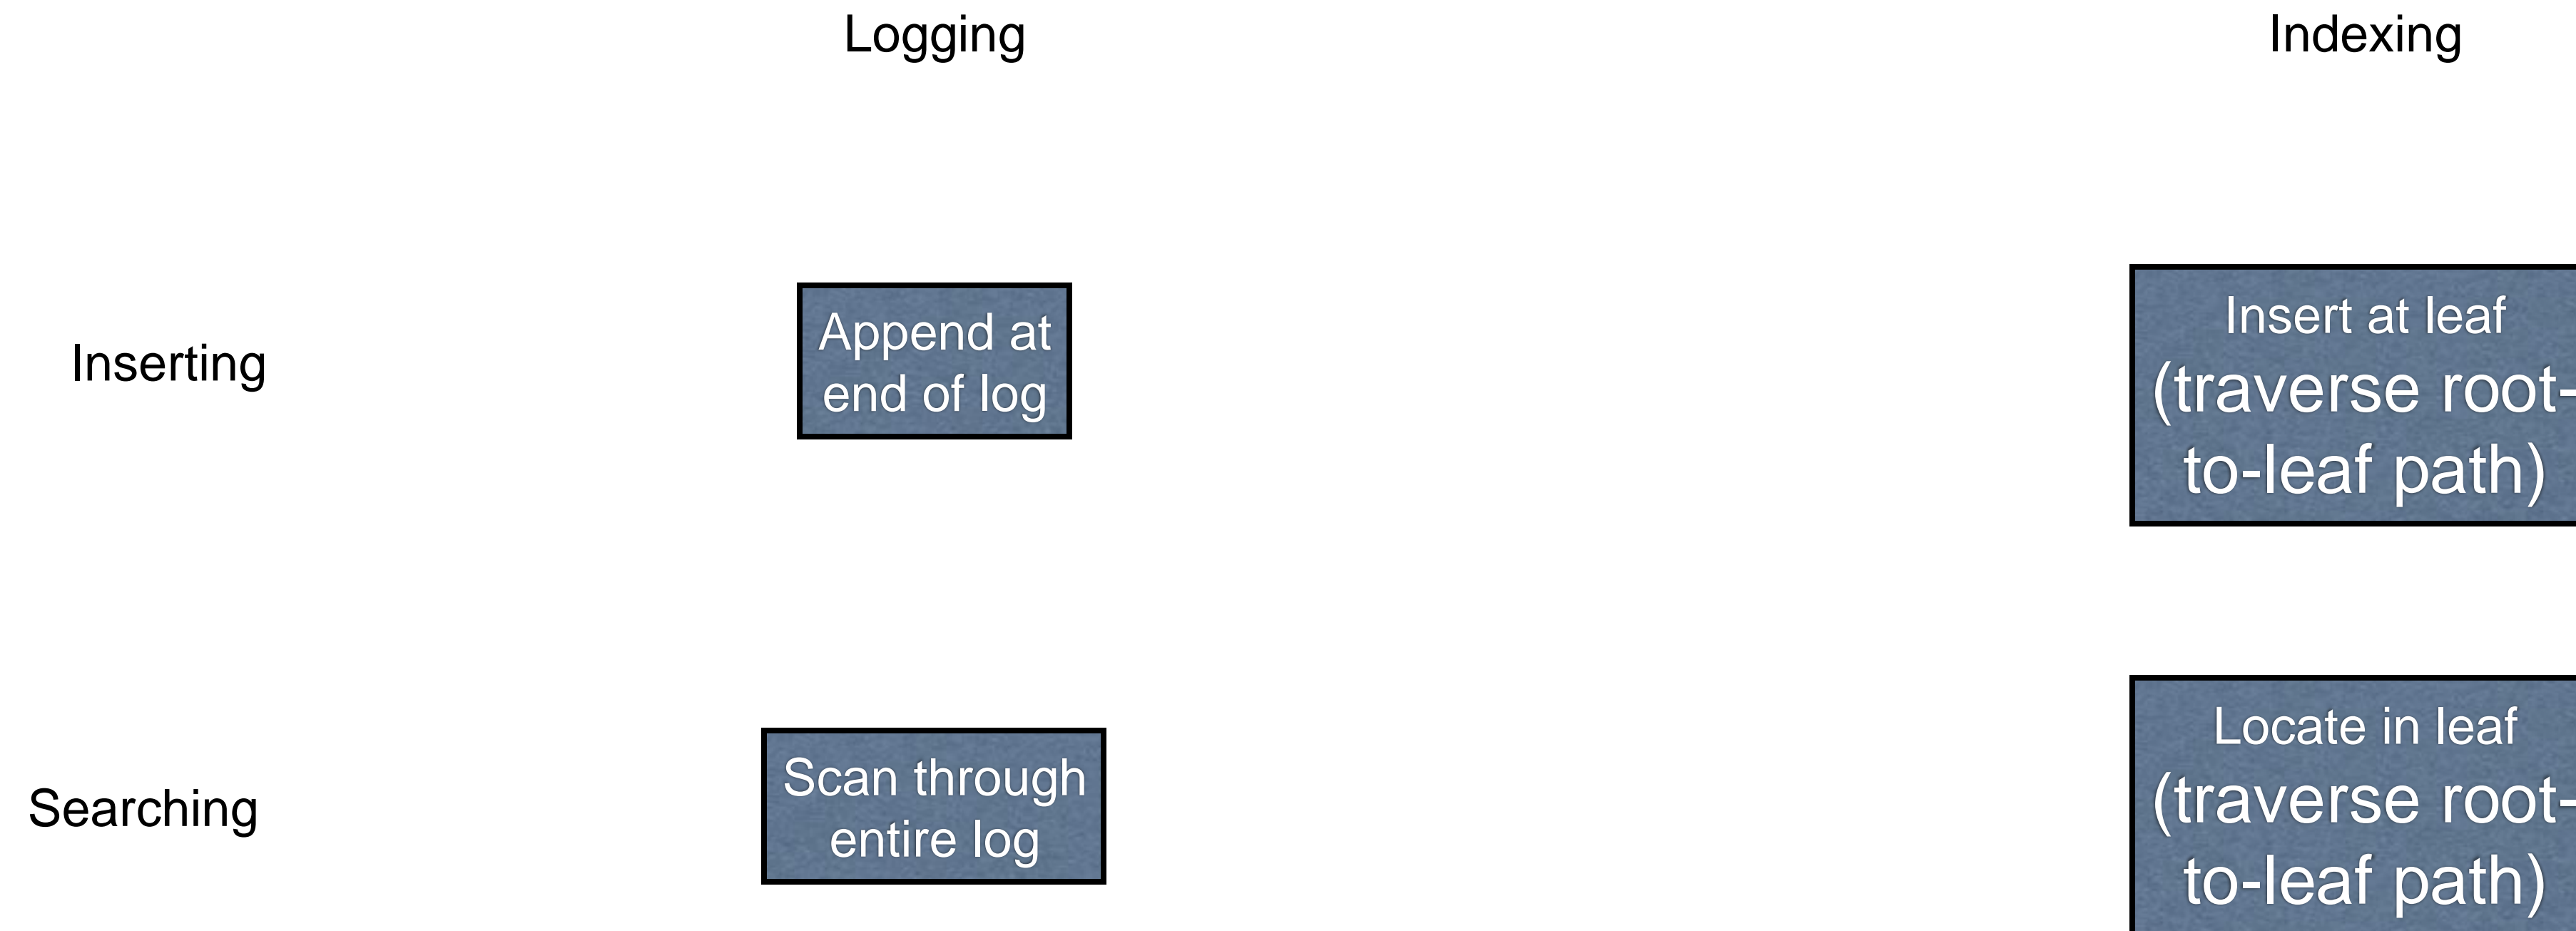 Logging
Indexing
Inserting
Append at
end of log
Insert at leaf
(traverse root-
to-leaf path)
Searching
Scan through
entire log
Locate in leaf
(traverse root-
to-leaf path)